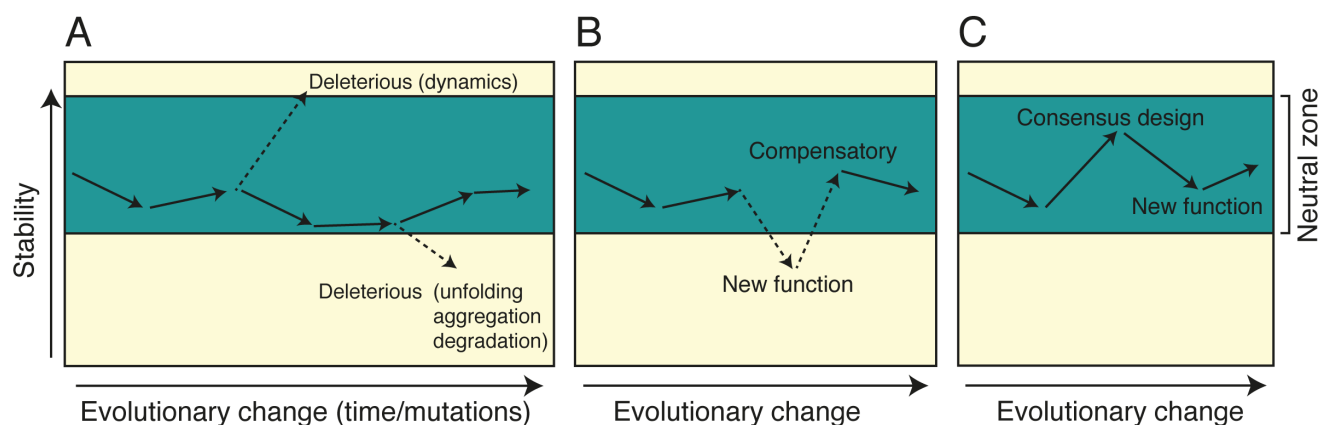 A
B
C
Deleterious (dynamics)
Consensus design
Compensatory
New function
New function
Deleterious (unfolding
aggregation
degradation)
Stability
Neutral zone
Evolutionary change (time/mutations)
Evolutionary change
Evolutionary change